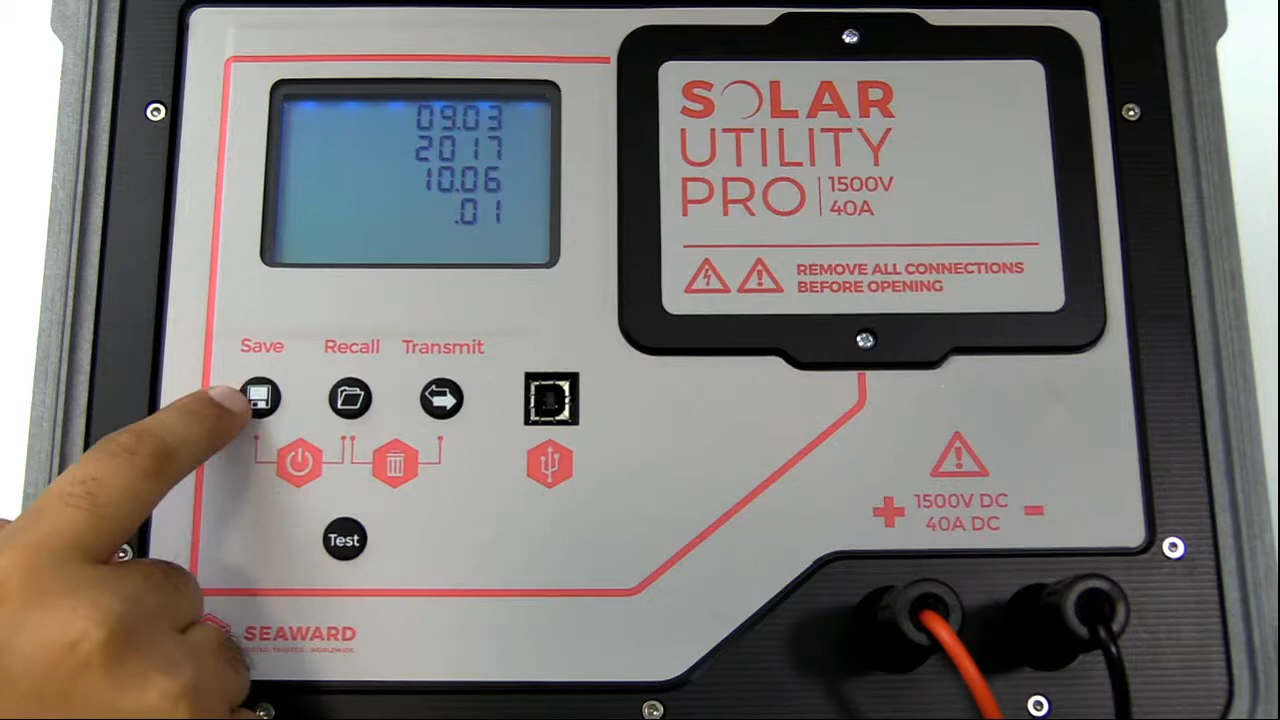 09.03
2017
10.06
.01
SOLAR
UTILITY
PRO
1500V
40A
REMOVE ALL CONNECTIONS
BEFORE OPENING
Save
Recall
Transmit
Test
1500V DC
40A DC
SEAWARD